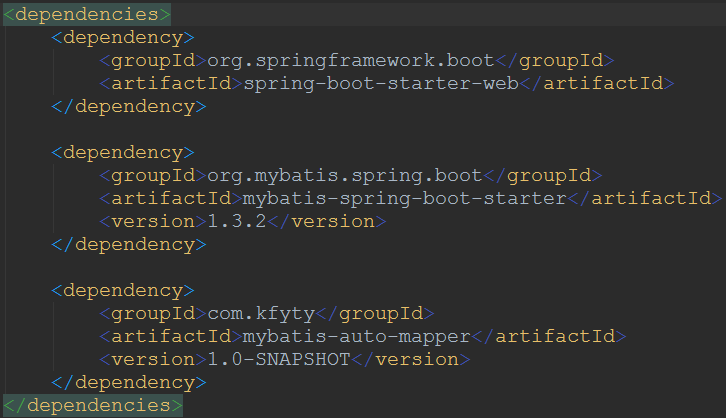 <dependencies>
    <dependency>
        <groupId>org.springframework.boot</groupId>
        <artifactId>spring-boot-starter-web</artifactId>
    </dependency>

    <dependency>
        <groupId>org.mybatis.spring.boot</groupId>
        <artifactId>mybatis-spring-boot-starter</artifactId>
        <version>1.3.2</version>
    </dependency>

    <dependency>
        <groupId>com.kfyty</groupId>
        <artifactId>mybatis-auto-mapper</artifactId>
        <version>1.0-SNAPSHOT</version>
    </dependency>
</dependencies>